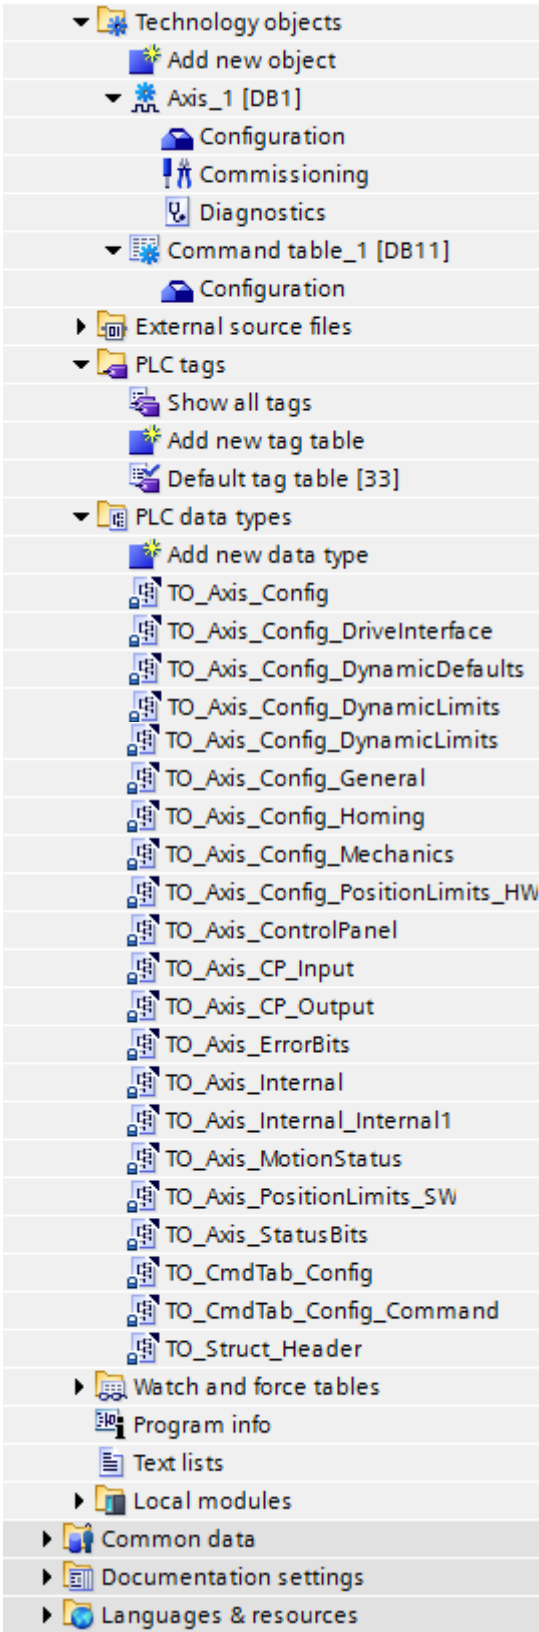 Technology objects
Add new object
Axis_1 [DB1]
Configuration
Commissioning
Diagnostics
Command table_1 [DB11]
Configuration
External source files
PLC tags
Show all tags
Add new tag table
Default tag table [33]
PLC data types
Add new data type
TO_Axis_Config
TO_Axis_Config_DriveInterface
TO_Axis_Config_DynamicDefaults
TO_Axis_Config_DynamicLimits
TO_Axis_Config_DynamicLimits
TO_Axis_Config_General
TO_Axis_Config_Homing
TO_Axis_Config_Mechanics
TO_Axis_Config_PositionLimits_HW
TO_Axis_ControlPanel
TO_Axis_CP_Input
TO_Axis_CP_Output
TO_Axis_ErrorBits
TO_Axis_Internal
TO_Axis_Internal_Internal1
TO_Axis_MotionStatus
TO_Axis_PositionLimits_SW
TO_Axis_StatusBits
TO_CmdTab_Config
TO_CmdTab_Config_Command
TO_Struct_Header
Watch and force tables
Program info
Text lists
Local modules
Common data
Documentation settings
Languages & resources